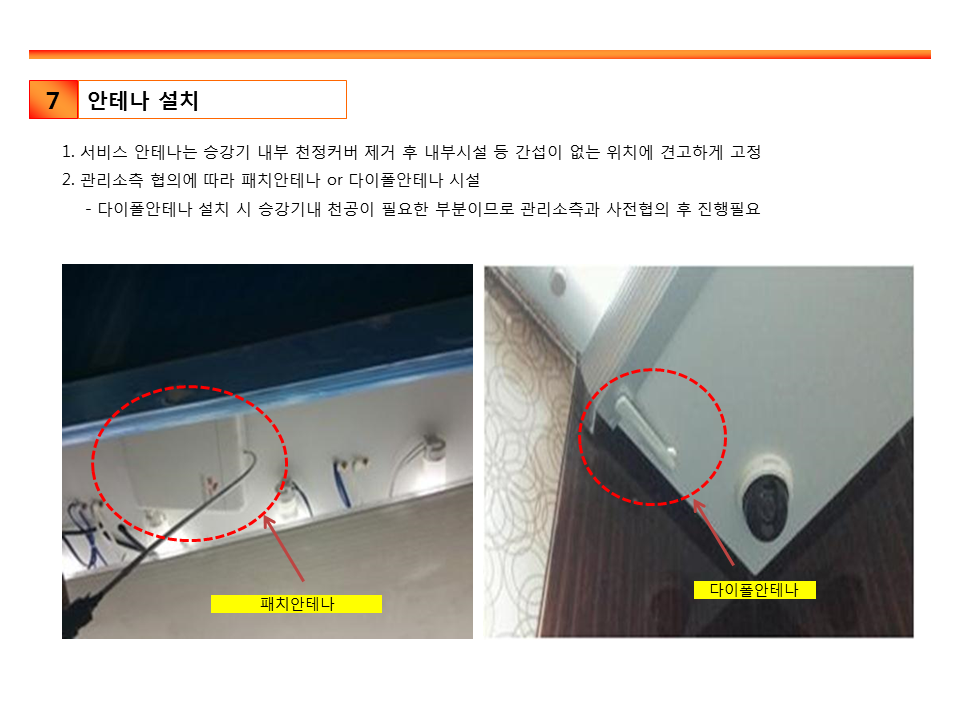 7
안테나 설치
1. 서비스 안테나는 승강기 내부 천정커버 제거 후 내부시설 등 간섭이 없는 위치에 견고하게 고정
2. 관리소측 협의에 따라 패치안테나 or 다이폴안테나 시설
- 다이폴안테나 설치 시 승강기내 천공이 필요한 부분이므로 관리소측과 사전협의 후 진행필요
패치안테나
다이폴안테나